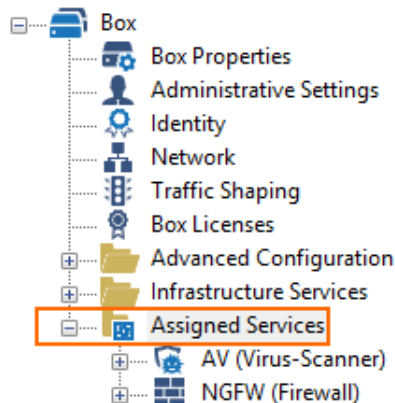 Box
Box Properties
Administrative Settings
Identity
Network
Traffic Shaping
Box Licenses
Advanced Configuration
Infrastructure Services
Assigned Services
AV (Virus-Scanner)
NGFW (Firewall)